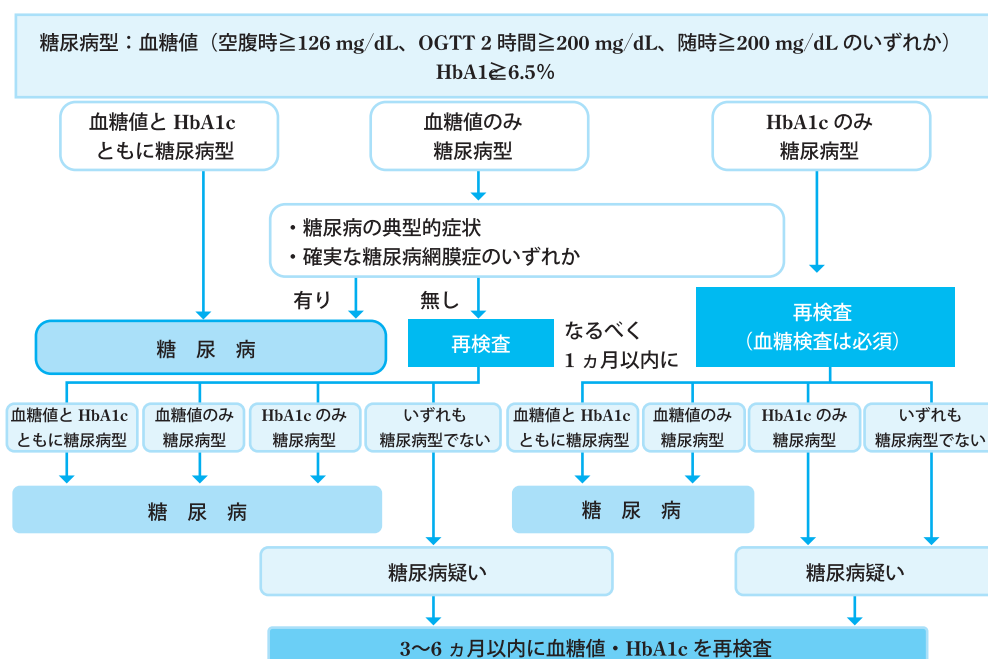 糖尿病型：血糖値（空腹時≧126 mg/dL、OGTT 2 時間≧200 mg/dL、随時≧200 mg/dL のいずれか）
HbA1c≧6.5%
血糖値と HbA1c
ともに糖尿病型
血糖値のみ
糖尿病型
HbA1c のみ
糖尿病型
・糖尿病の典型的症状
・確実な糖尿病網膜症のいずれか
有り
無し
糖 尿 病
再検査
なるべく
1 ヵ月以内に
再検査
（血糖検査は必須）
血糖値と HbA1c
ともに糖尿病型
血糖値のみ
糖尿病型
HbA1c のみ
糖尿病型
いずれも
糖尿病型でない
血糖値と HbA1c
ともに糖尿病型
血糖値のみ
糖尿病型
HbA1c のみ
糖尿病型
いずれも
糖尿病型でない
糖 尿 病
糖 尿 病
糖尿病疑い
糖尿病疑い
3～6 ヵ月以内に血糖値・HbA1c を再検査